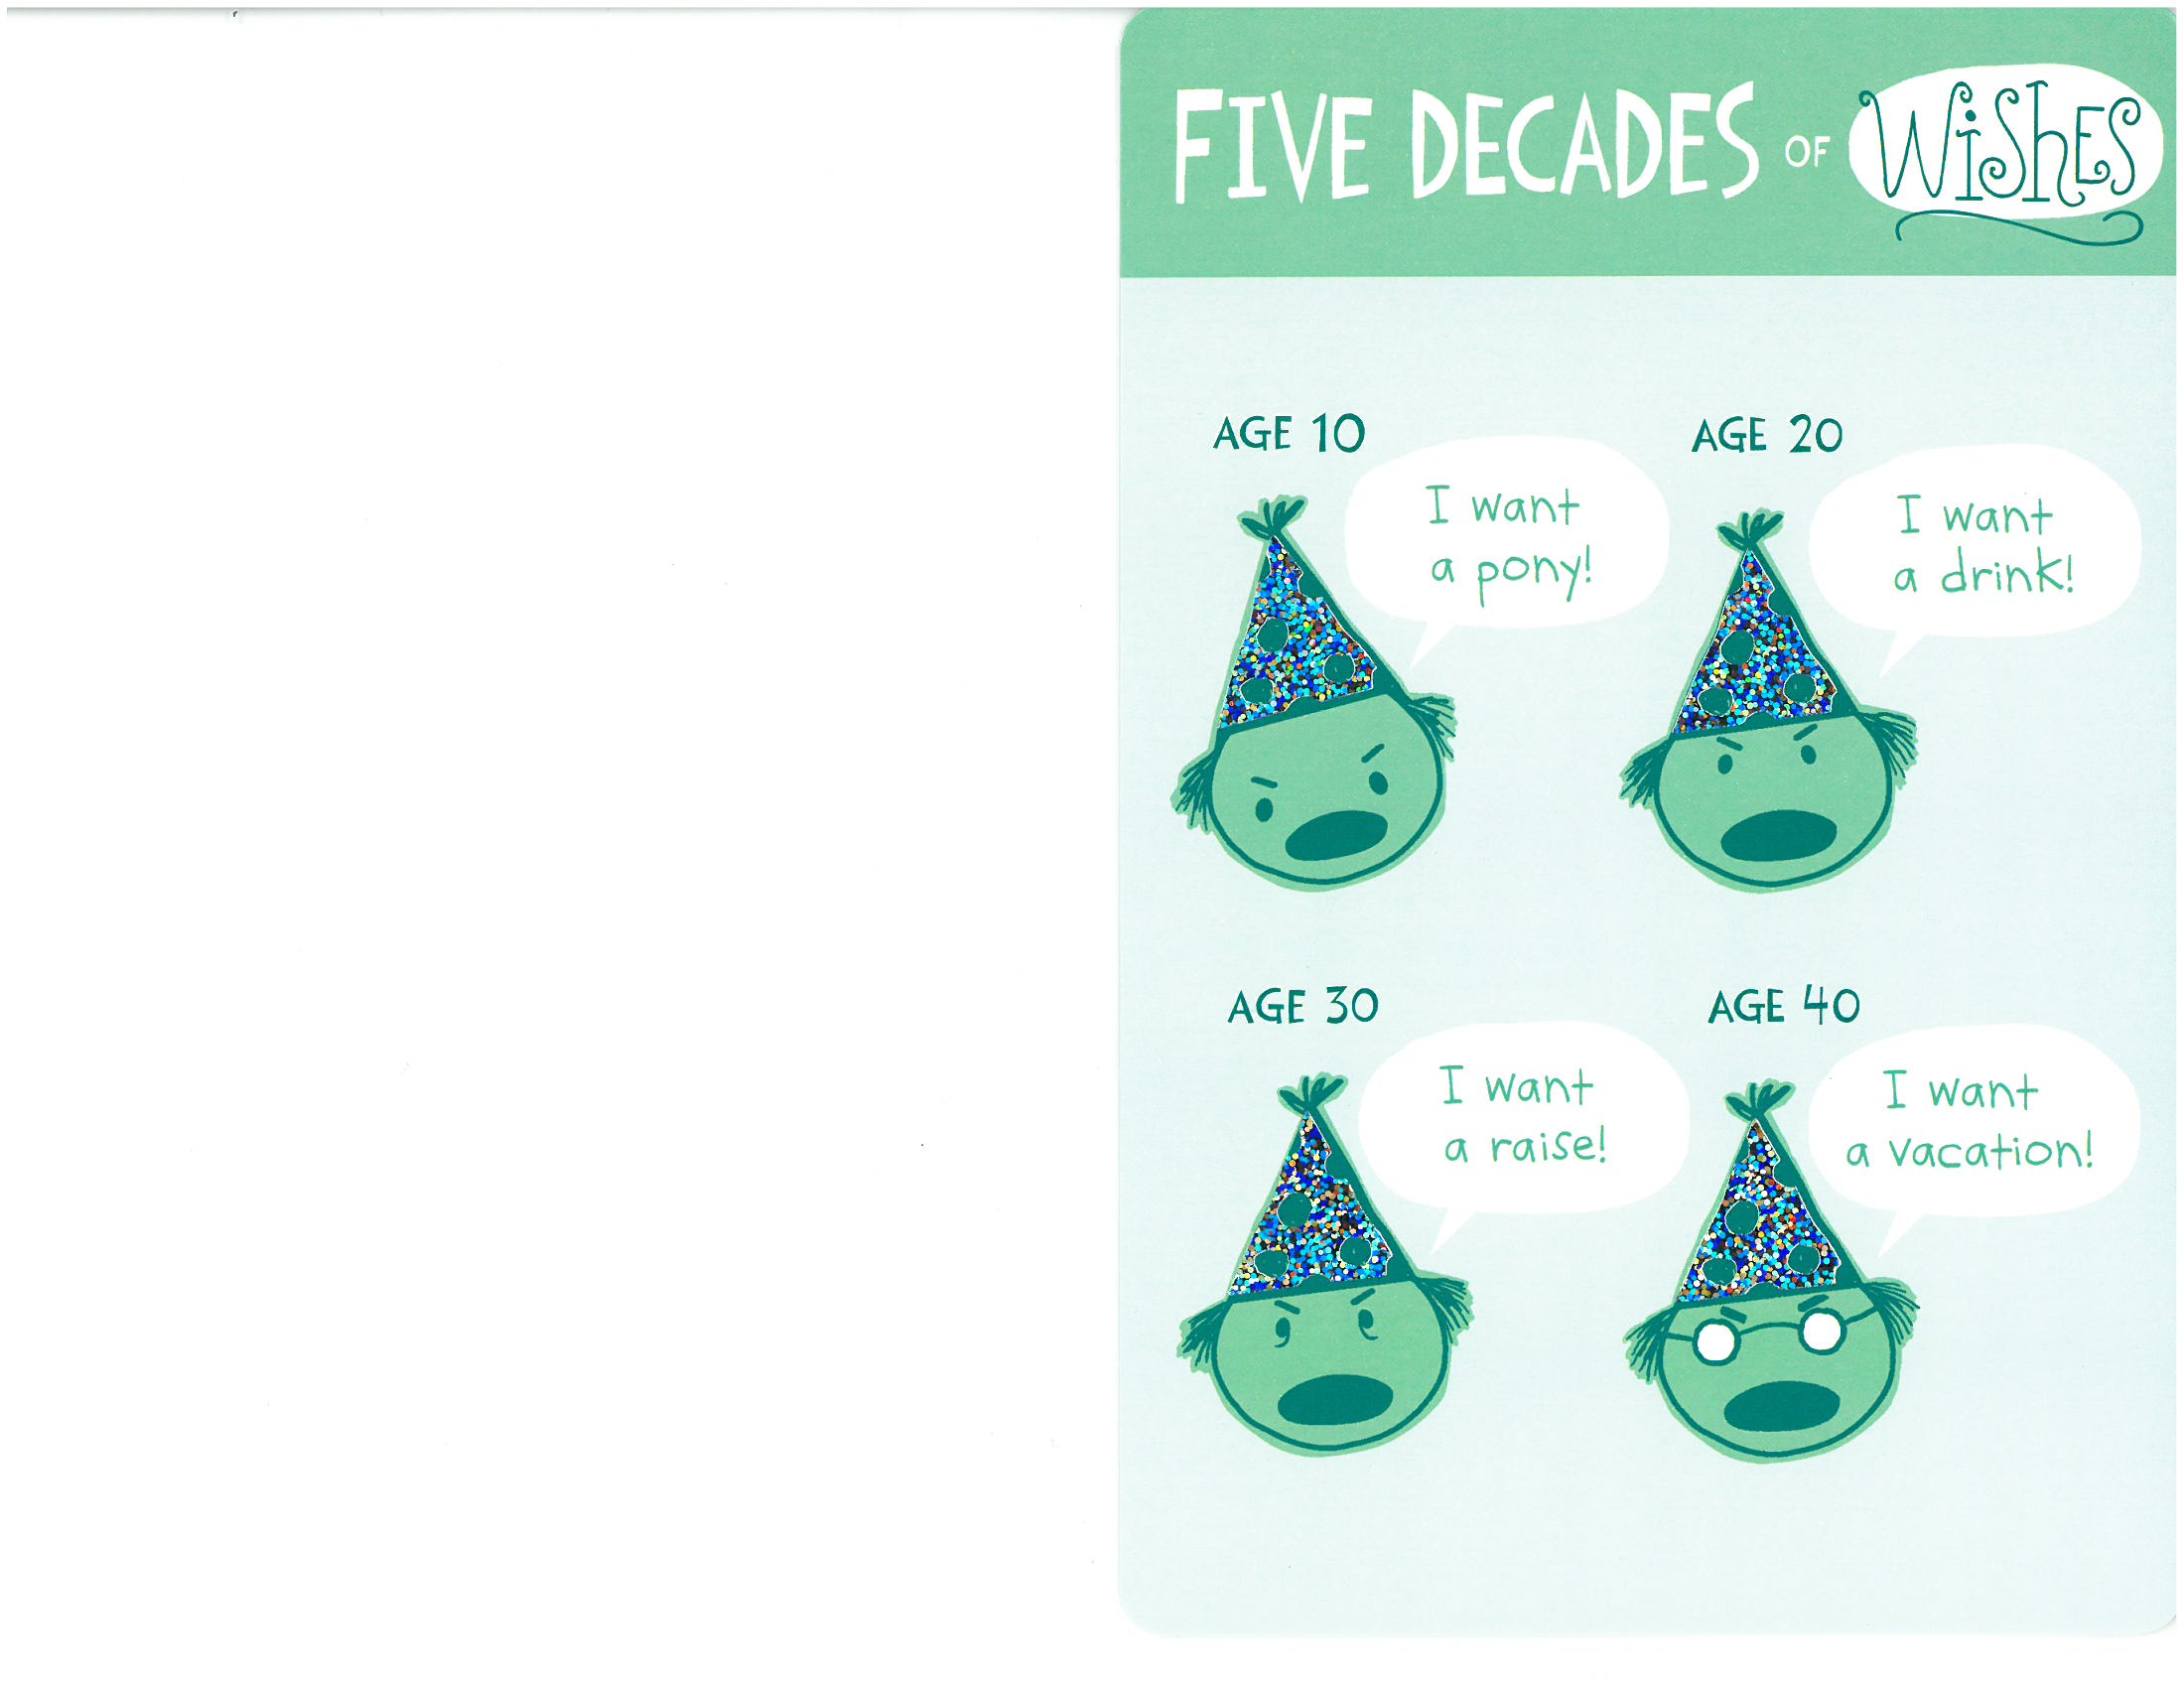 FIVE DECADES OF WiSHES
AGE 10
I want
a pony!
AGE 20
I want
a drink!
AGE 30
I want
a raise!
AGE 40
I want
a vacation!